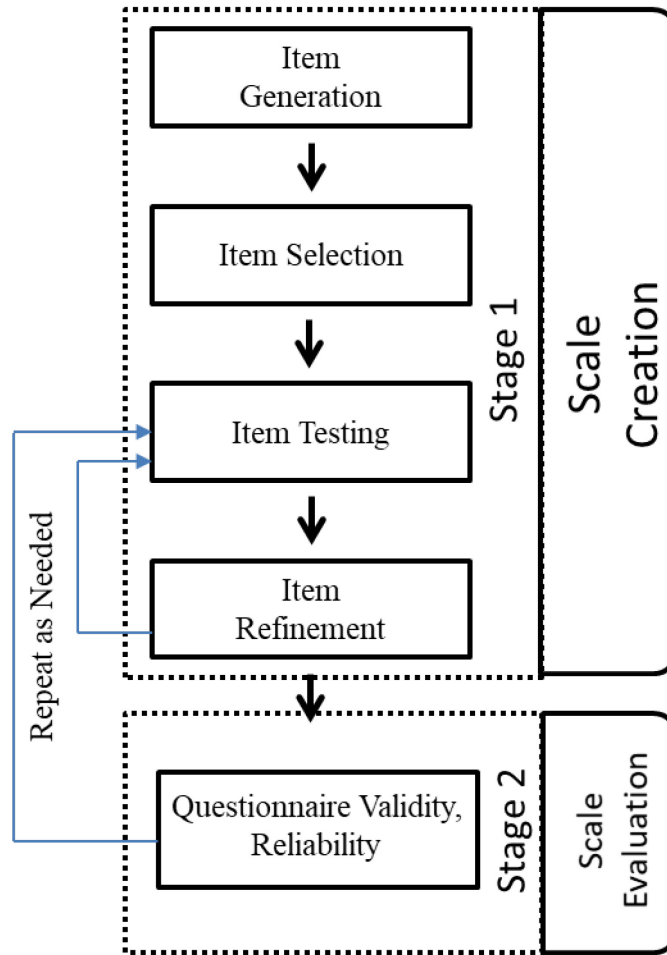 Item
Generation
Item Selection
Stage 1
Scale
Creation
Item Testing
Item
Refinement
Repeat as Needed
Questionnaire Validity,
Reliability
Stage 2
Scale
Evaluation